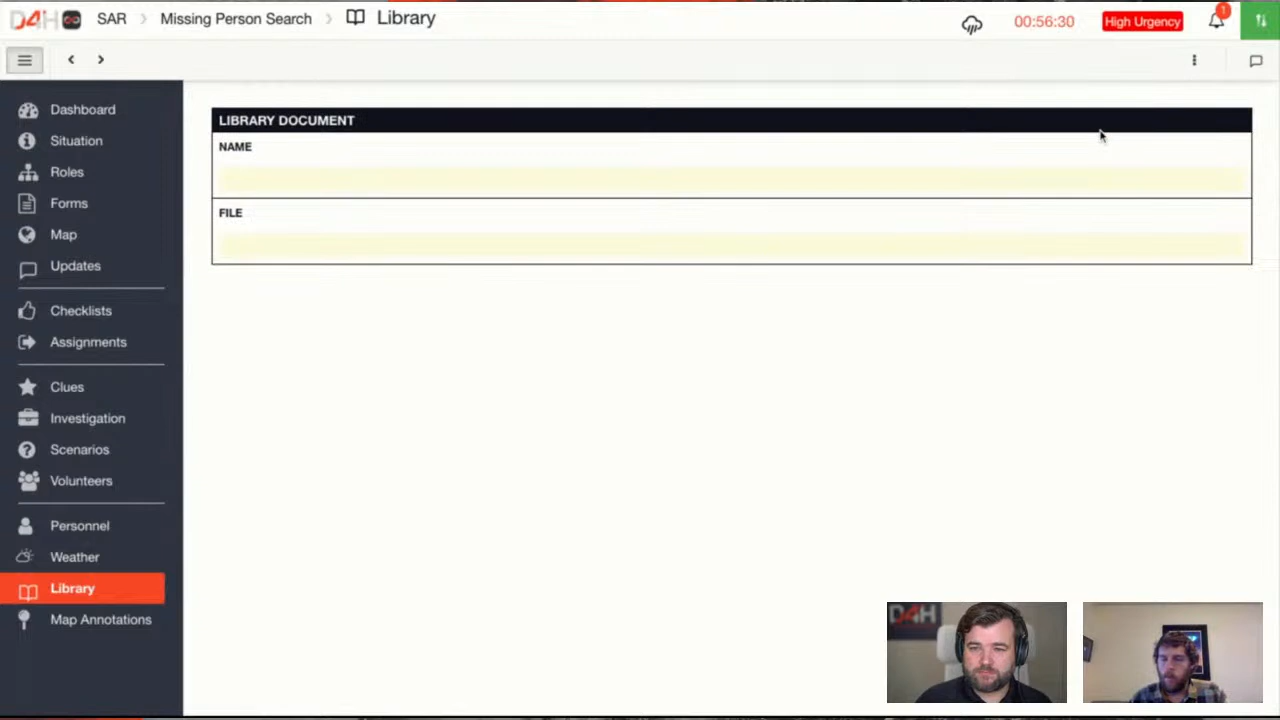 D4H SAR Missing Person Search Library 00:56:30 High Urgency 1
Dashboard
Situation
Roles
Forms
Map
Updates
Checklists
Assignments
Clues
Investigation
Scenarios
Volunteers
Personnel
Weather
Library
Map Annotations
LIBRARY DOCUMENT
NAME
FILE
D4H